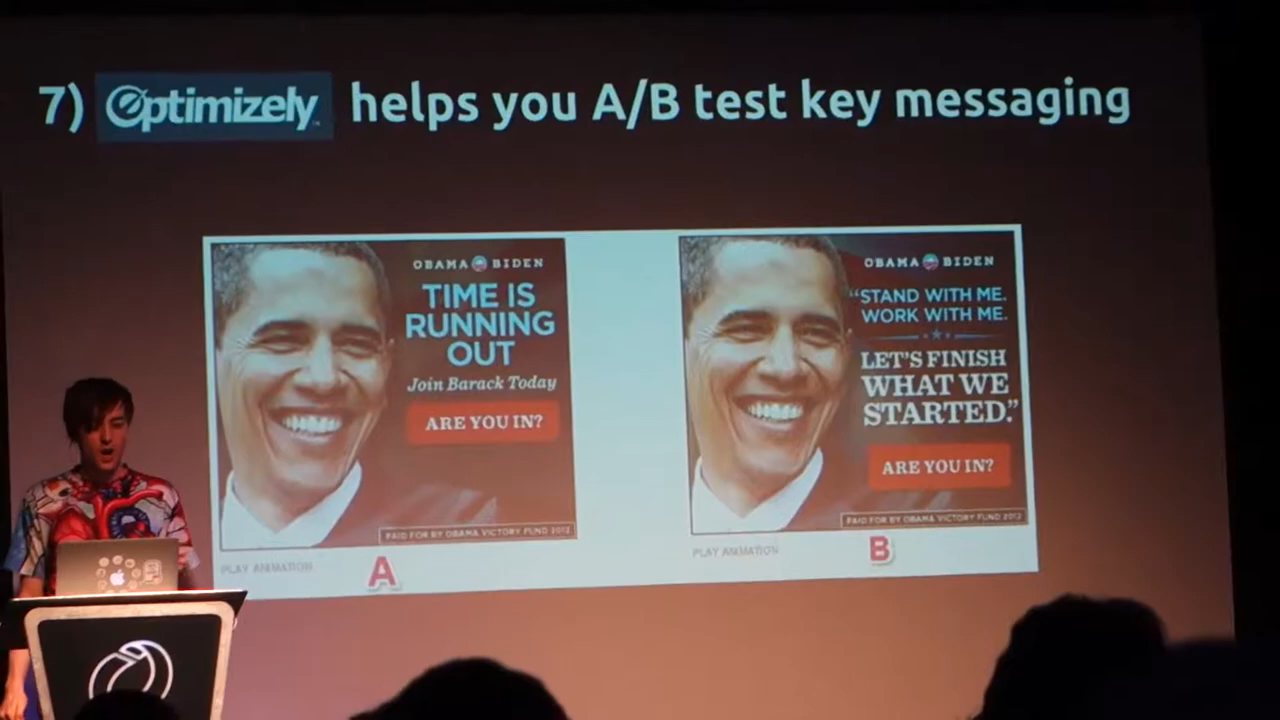 7) Optimizely helps you A/B test key messaging
OBAMA BIDEN
TIME IS
RUNNING
OUT
Join Barack Today
ARE YOU IN?
PAID FOR BY OBAMA VICTORY FUND 2012
PLAY ANIMATION
A
OBAMA BIDEN
“STAND WITH ME.
WORK WITH ME.
LET'S FINISH
WHAT WE
STARTED.”
ARE YOU IN?
PAID FOR BY OBAMA VICTORY FUND 2012
PLAY ANIMATION
B